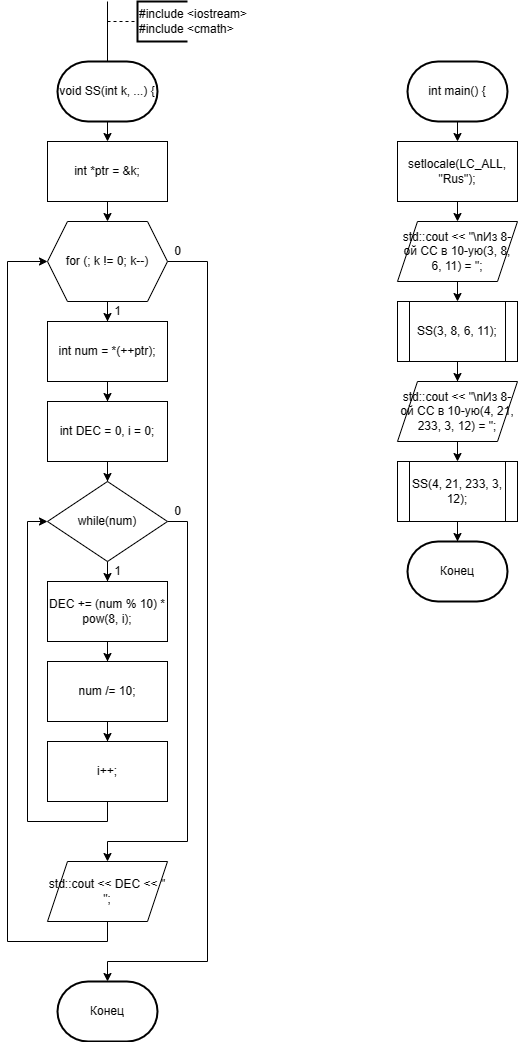 #include <iostream>
#include <cmath>
void SS(int k, ...) {
int *ptr = &k;
for (; k != 0; k--)
0
1
int num = *(++ptr);
int DEC = 0, i = 0;
while(num)
0
1
DEC += (num % 10) *
pow(8, i);
num /= 10;
i++;
std::cout << DEC << "
";
Конец
int main() {
setlocale(LC_ALL,
"Rus");
std::cout << "\nИз 8-
ой СС в 10-ую(3, 8,
6, 11) = ";
SS(3, 8, 6, 11);
std::cout << "\nИз 8-
ой СС в 10-ую(4, 21,
233, 3, 12) = ";
SS(4, 21, 233, 3,
12);
Конец